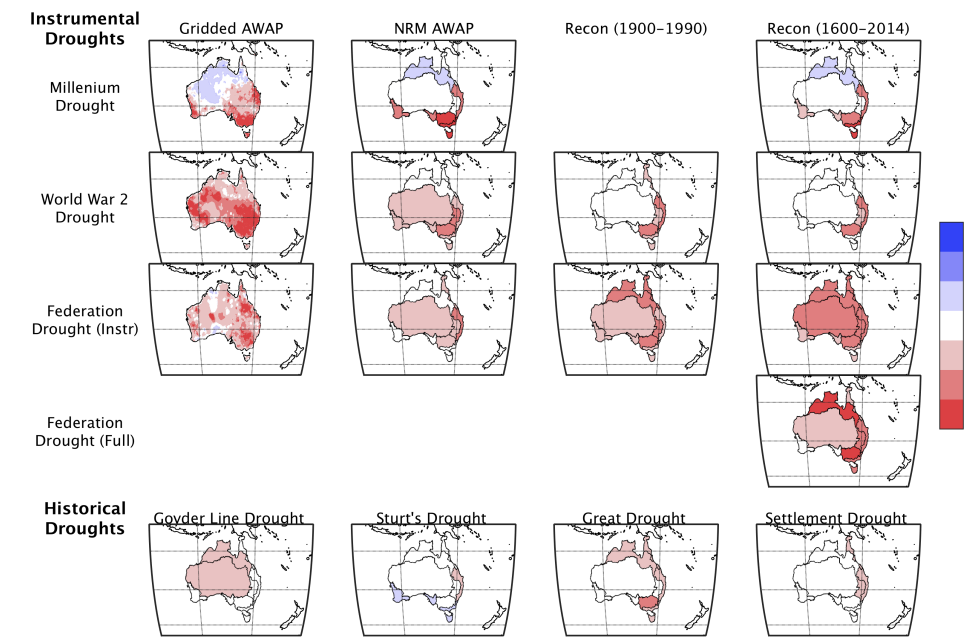 Instrumental
Droughts
Gridded AWAP
NRM AWAP
Recon (1900-1990)
Recon (1600-2014)
Millenium
Drought
World War 2
Drought
Federation
Drought (Instr)
Federation
Drought (Full)
Historical
Droughts
Goyder Line Drought
Sturt's Drought
Great Drought
Settlement Drought